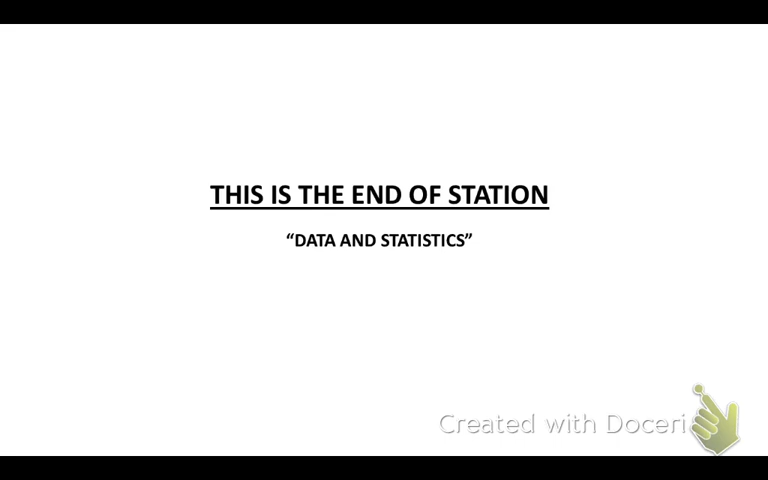 THIS IS THE END OF STATION
“DATA AND STATISTICS”
Created with Doceri